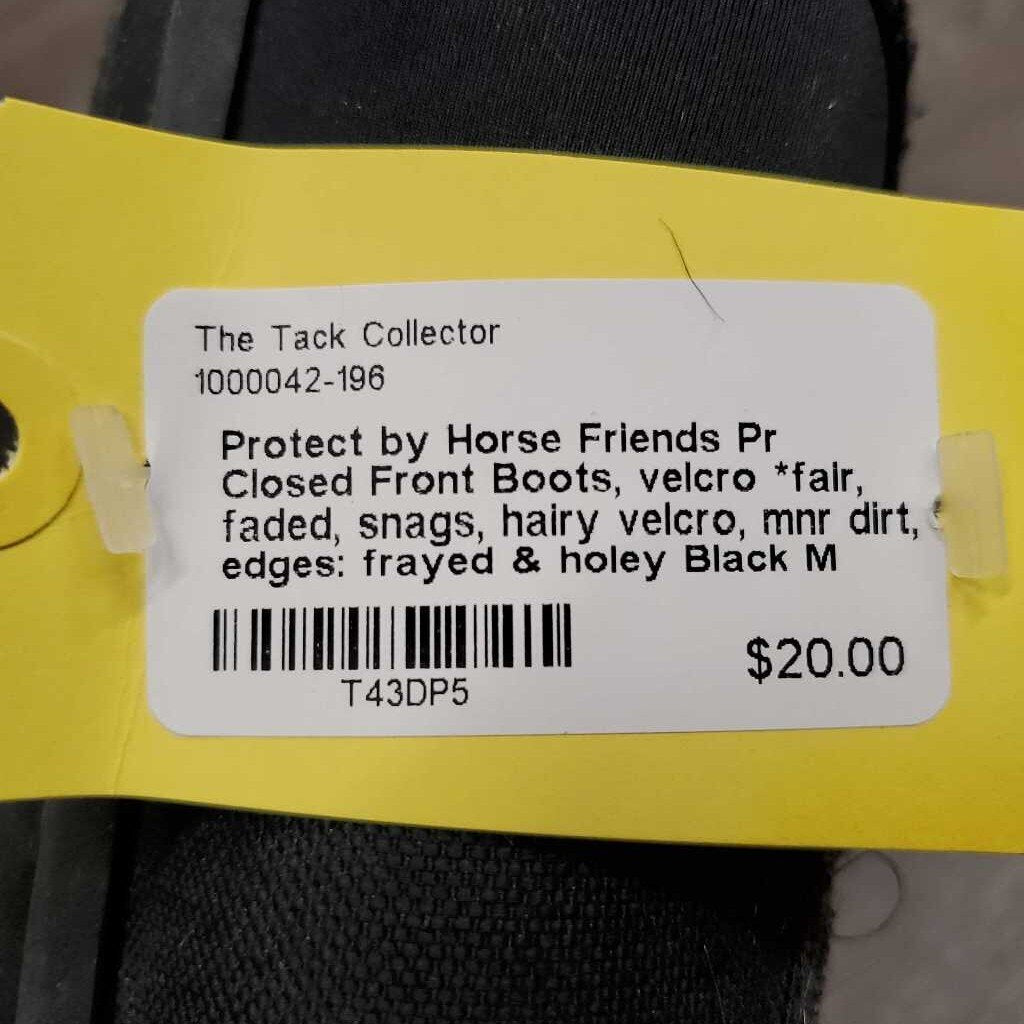 The Tack Collector
1000042-196
Protect by Horse Friends Pr
Closed Front Boots, velcro *fair,
faded, snags, hairy velcro, mnr dirt,
edges: frayed & holey Black M
T43DP5
$20.00